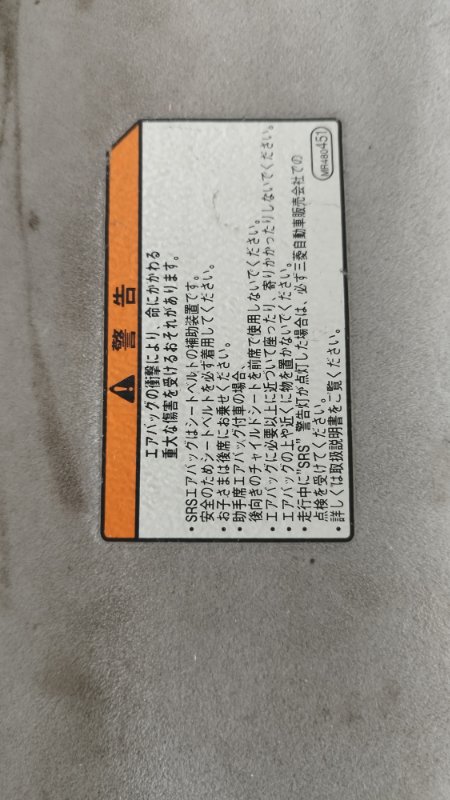 警告
エアバッグの衝撃により、命にかかわる
重大な傷害を受けるおそれがあります。
・SRSエアバッグはシートベルトの補助装置です。
安全のためシートベルトを必ず着用してください。
・お子さまは後席にお乗せください。
・助手席エアバッグ付車の場合、
後向きのチャイルドシートを前席で使用しないでください。
・エアバッグに必要以上に近づいて座ったり、寄りかかったりしないでください。
・エアバッグの上や近くに物を置かないでください。
・走行中に"SRS"警告灯が点灯した場合は、必ず三菱自動車販売会社での
点検を受けてください。
・詳しくは取扱説明書をご覧ください。
MR480451